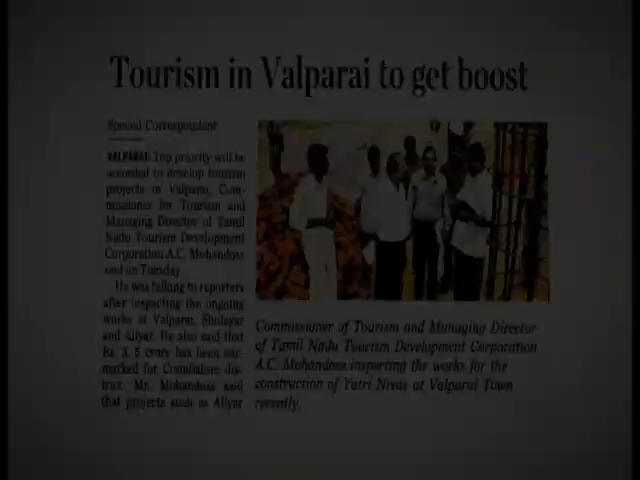 Tourism in Valparai to get boost
Special Correspondent
VALPARAI: Top priority will be
accorded to develop tourism
projects in Valparai, Com-
missioner for Tourism and
Managing Director of Tamil
Nadu Tourism Development
Corporation A.C. Mohandoss
said on Tuesday.
He was talking to reporters
after inspecting the ongoing
works at Valparai, Sholayar
and Aliyar. He also said that
Rs. 3. 5 crore has been ear-
marked for Coimbatore dis-
trict. Mr. Mohandoss said
that projects such as Aliyar
Commissioner of Tourism and Managing Director
of Tamil Nadu Tourism Development Corporation
A.C. Mohandoss inspecting the works for the
construction of Yatri Nivas at Valparai Town
recently.